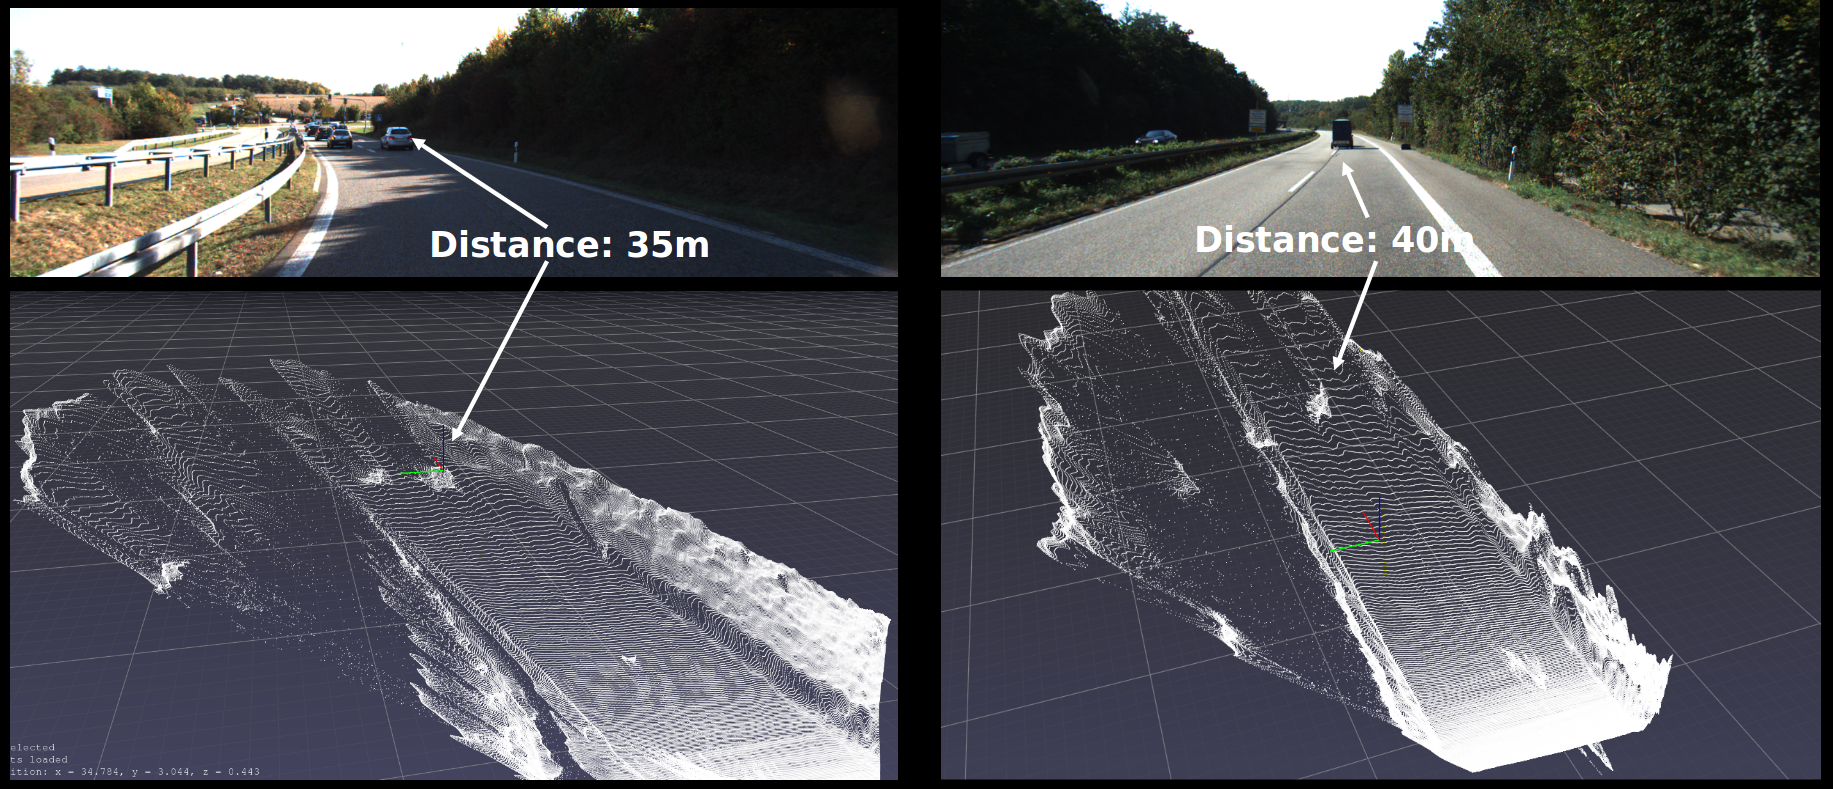 Distance: 35m
Distance: 40m
elected
ts loaded
ition: x = 34.784, y = 3.044, z = 0.443